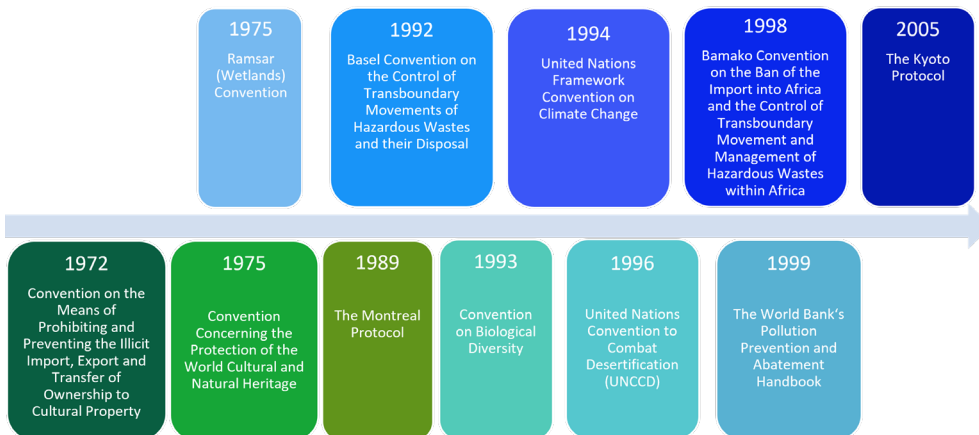 1975
Ramsar
(Wetlands)
Convention
1992
Basel Convention on
the Control of
Transboundary
Movements of
Hazardous Wastes
and their Disposal
1994
United Nations
Framework
Convention on
Climate Change
1998
Bamako Convention
on the Ban of the
Import into Africa
and the Control of
Transboundary
Movement and
Management of
Hazardous Wastes
within Africa
2005
The Kyoto
Protocol
1972
Convention on the
Means of
Prohibiting and
Preventing the Illicit
Import, Export and
Transfer of
Ownership to
Cultural Property
1975
Convention
Concerning the
Protection of the
World Cultural and
Natural Heritage
1989
The Montreal
Protocol
1993
Convention
on Biological
Diversity
1996
United Nations
Convention to
Combat
Desertification
(UNCCD)
1999
The World Bank’s
Pollution
Prevention and
Abatement
Handbook